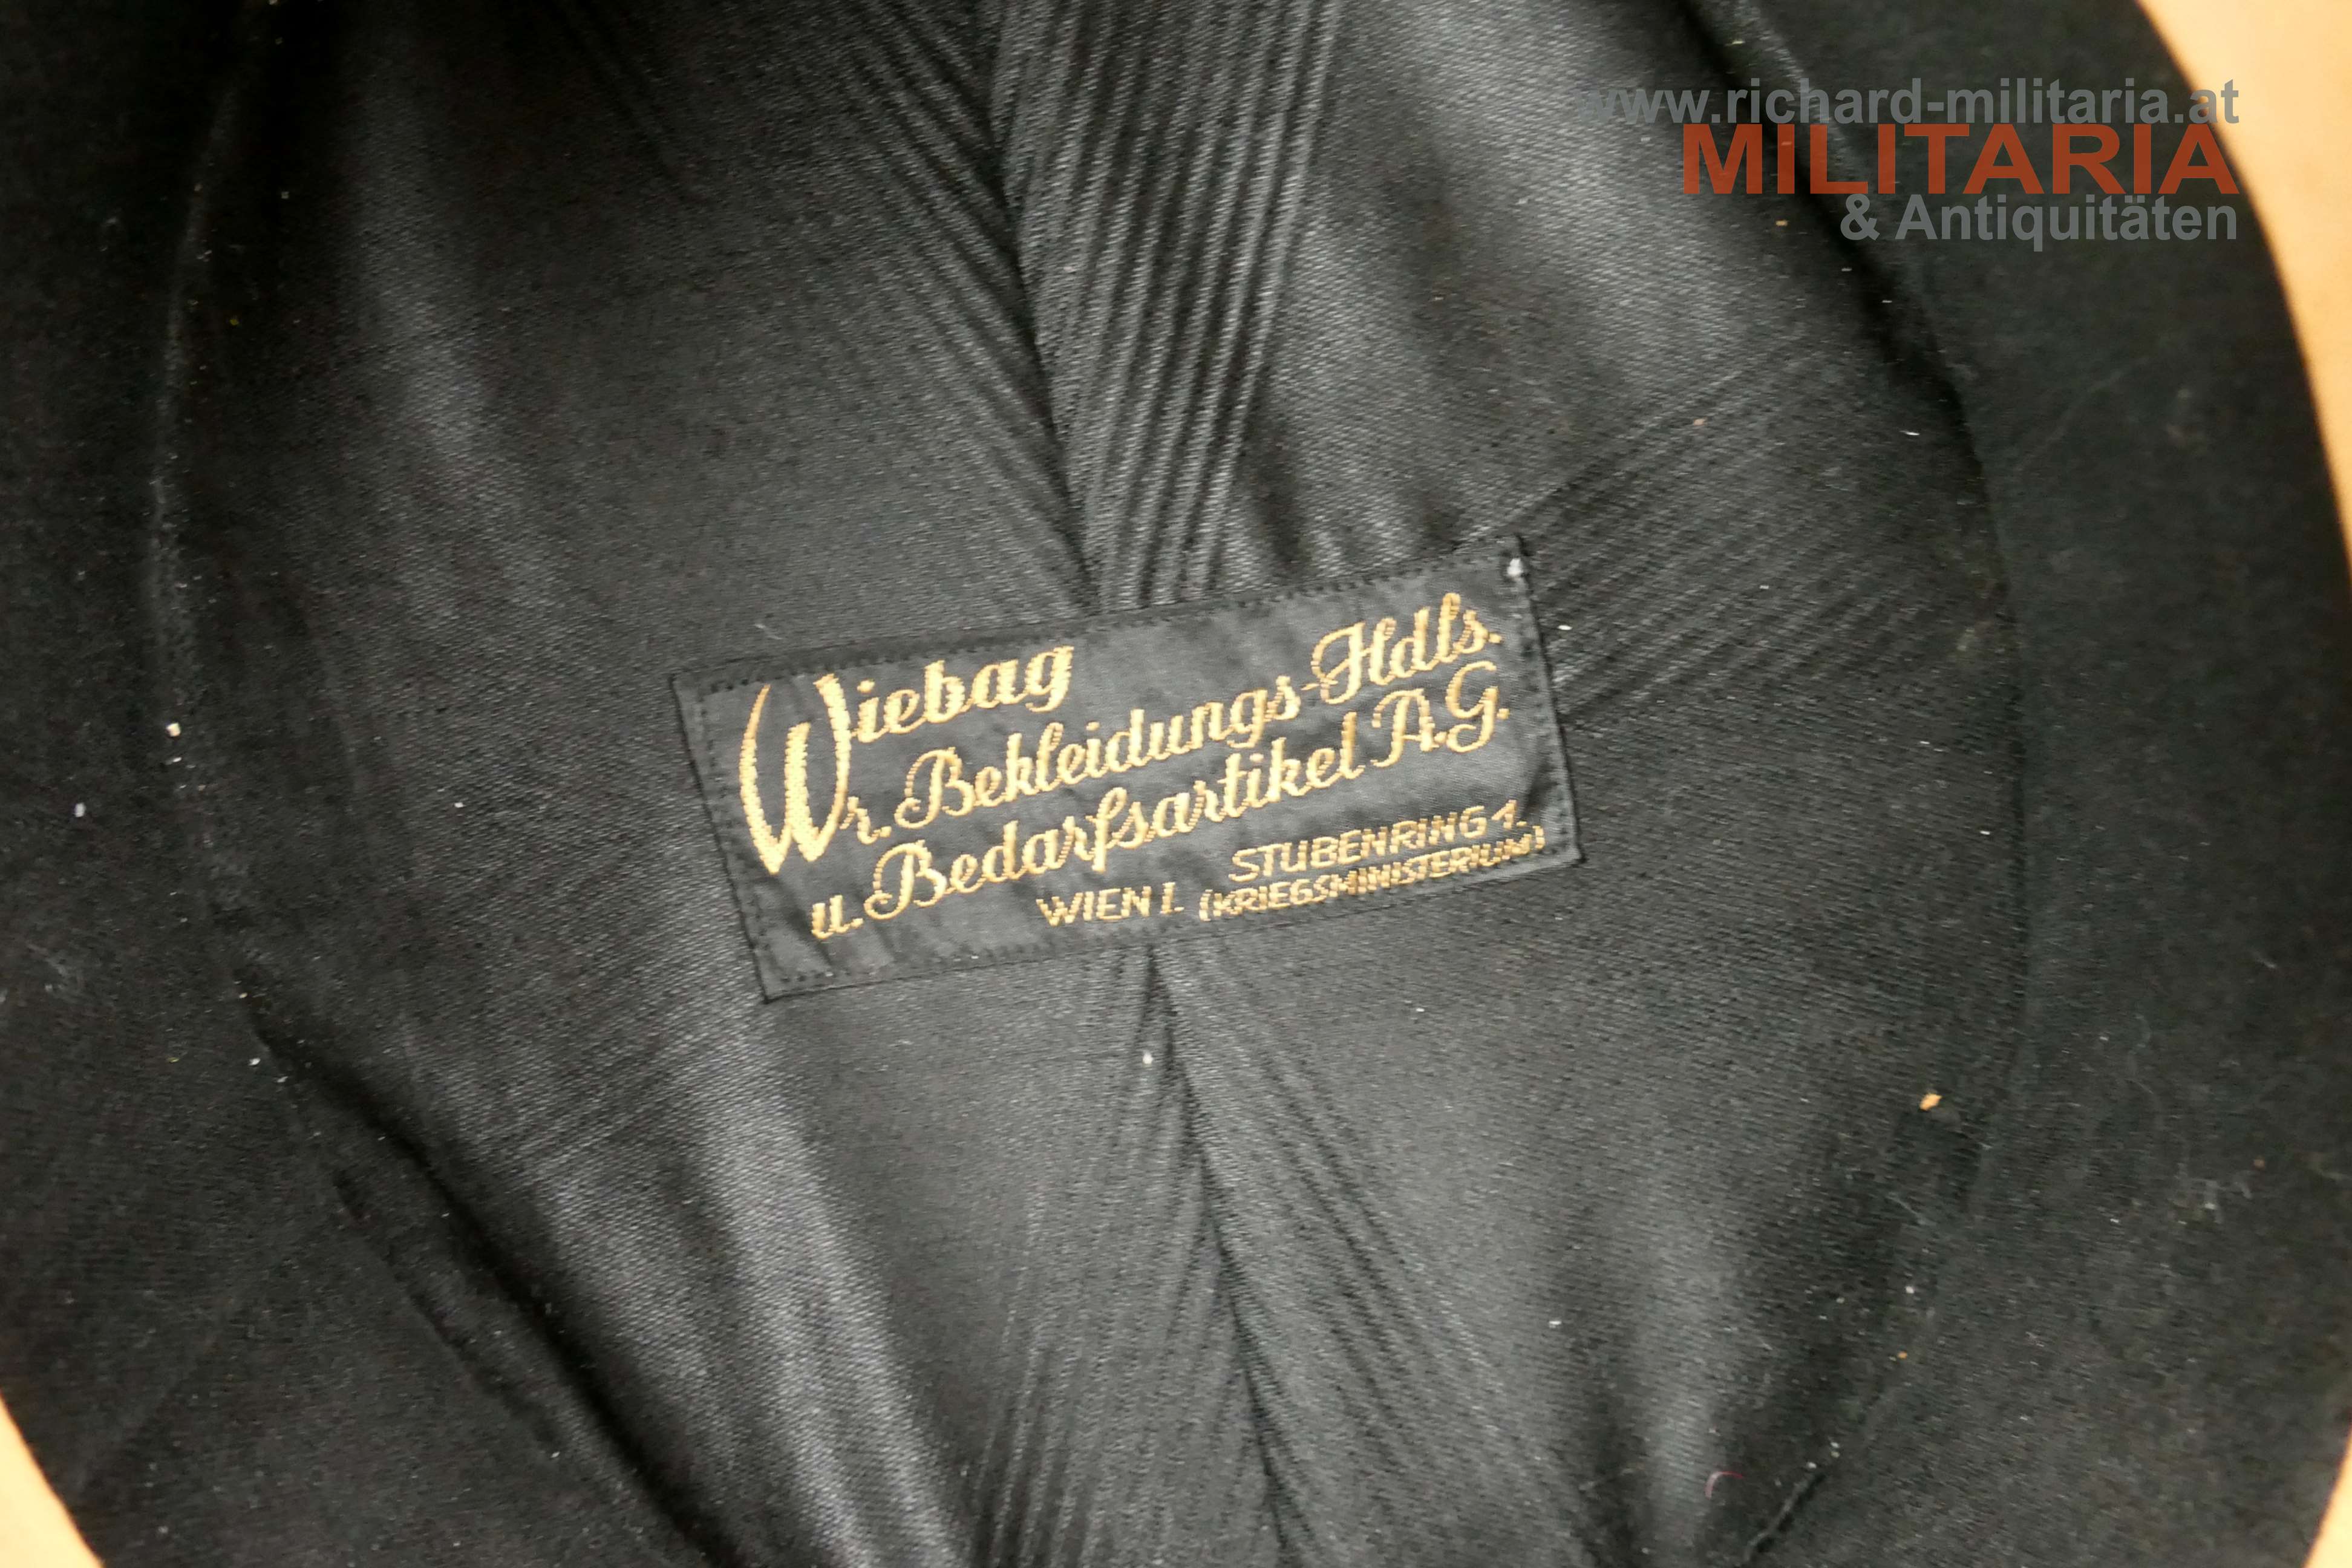 www.richard-militaria.at
MILITARIA
& Antiquitäten
Wiebag
Wr. Bekleidungs-Hdls.
u. Bedarfsartikel A.G.
STUBENRING 1.
WIEN I. (KRIEGSMINISTERIUM)